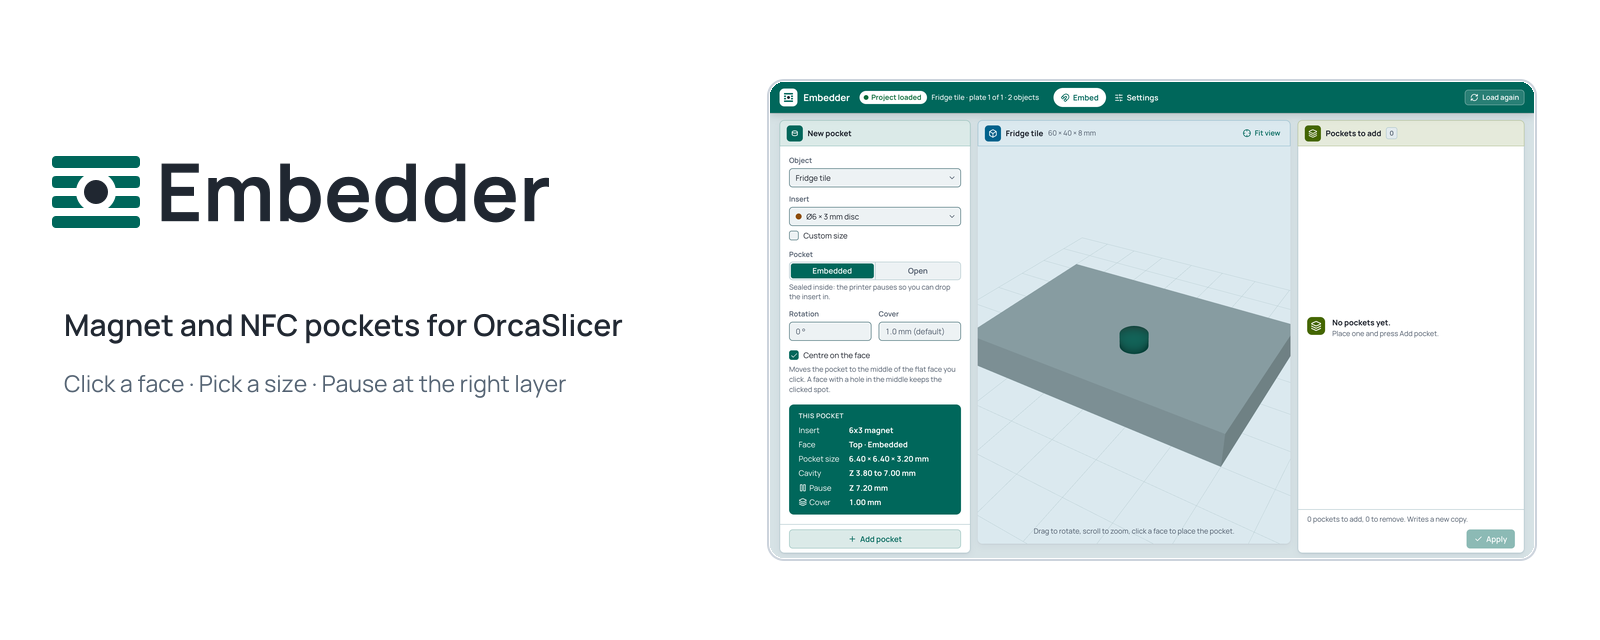 Embedder
Magnet and NFC pockets for OrcaSlicer
Click a face · Pick a size · Pause at the right layer
Embedder
Project loaded
Fridge tile · plate 1 of 1 · 2 objects
Embed
Settings
Load again
New pocket
Object
Fridge tile
Insert
Ø6 × 3 mm disc
Custom size
Pocket
Embedded
Open
Sealed inside: the printer pauses so you can drop
the insert in.
Rotation
Cover
0 °
1.0 mm (default)
Centre on the face
Moves the pocket to the middle of the flat face you
click. A face with a hole in the middle keeps the
clicked spot.
THIS POCKET
Insert 6x3 magnet
Face Top · Embedded
Pocket size 6.40 × 6.40 × 3.20 mm
Cavity Z 3.80 to 7.00 mm
Pause Z 7.20 mm
Cover 1.00 mm
Add pocket
Fridge tile 60 × 40 × 8 mm
Fit view
Drag to rotate, scroll to zoom, click a face to place the pocket.
Pockets to add 0
No pockets yet.
Place one and press Add pocket.
0 pockets to add, 0 to remove. Writes a new copy.
Apply